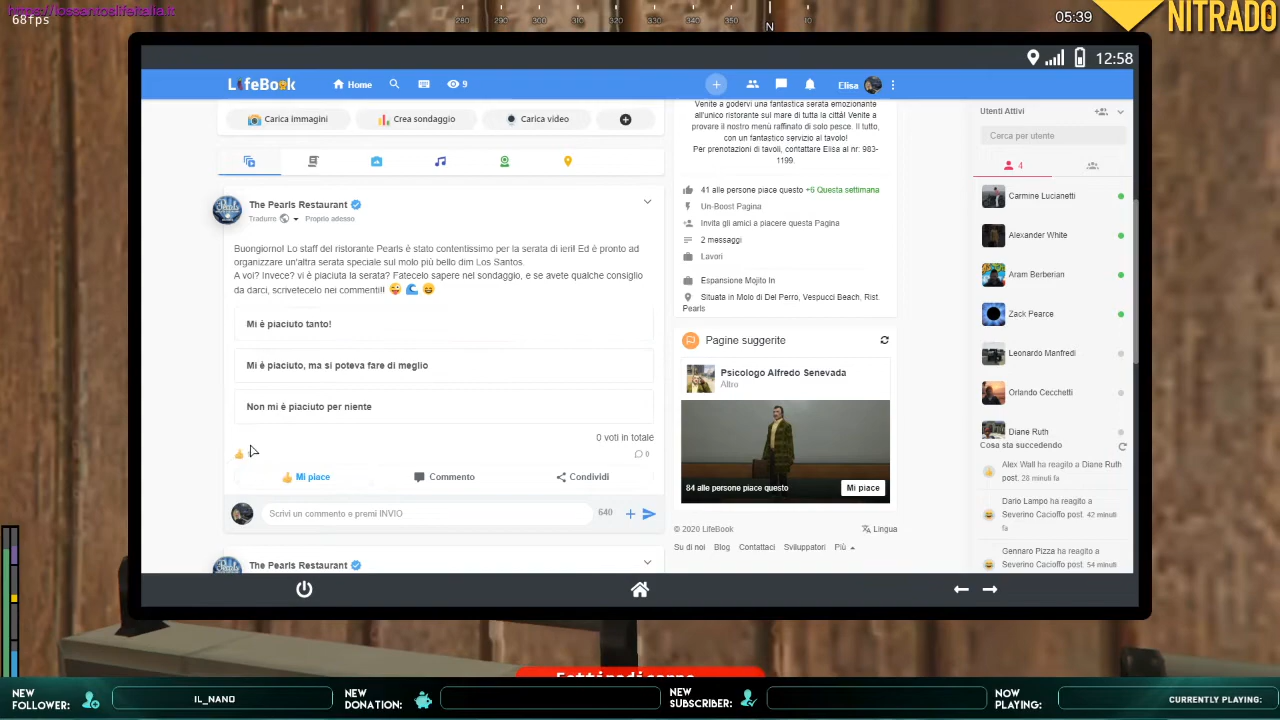 https://lossantoslifeitalia.it
68fps
280
290
300
310
320
330
340
350
N
05:39
NITRADO
12:58
LifeBook
Home
9
Elisa
Carica immagini
Crea sondaggio
Carica video
The Pearls Restaurant
Tradurre
Proprio adesso
Buongiorno! Lo staff del ristorante Pearls è stato contentissimo per la serata di ieri! Ed è pronto ad
organizzare un'altra serata speciale sul molo più bello dim Los Santos.
A voi? Invece? vi è piaciuta la serata? Fatecelo sapere nel sondaggio, e se avete qualche consiglio
da darci, scrivetecelo nei commenti!!
Mi è piaciuto tanto!
Mi è piaciuto, ma si poteva fare di meglio
Non mi è piaciuto per niente
0 voti in totale
0
Mi piace
Commento
Condividi
Scrivi un commento e premi INVIO
640
The Pearls Restaurant
Venite a godervi una fantastica serata emozionante
all'unico ristorante sul mare di tutta la città! Venite a
provare il nostro menù raffinato di solo pesce. Il tutto,
con un fantastico servizio al tavolo!
Per prenotazioni di tavoli, contattare Elisa al nr: 983-
1199.
41 alle persone piace questo +6 Questa settimana
Un-Boost Pagina
Invita gli amici a piacere questa Pagina
2 messaggi
Lavori
Espansione Mojito In
Situata in Molo di Del Perro, Vespucci Beach. Rist.
Pearls
Pagine suggerite
Psicologo Alfredo Senevada
Altro
84 alle persone piace questo
Mi piace
© 2020 LifeBook
Lingua
Su di noi
Blog
Contattaci
Sviluppatori
Più
Utenti Attivi
Cerca per utente
4
Carmine Lucianetti
Alexander White
Aram Berberian
Zack Pearce
Leonardo Manfredi
Orlando Cecchetti
Diane Ruth
Cosa sta succedendo
Alex Wall ha reagito a Diane Ruth
post. 28 minuti fa
Dario Lampo ha reagito a
Severino Cacioffo post. 42 minuti
fa
Gennaro Pizza ha reagito a
Severino Cacioffo post. 54 minuti
NEW
FOLLOWER:
IL_NANO
NEW
DONATION:
NEW
SUBSCRIBER:
NOW
PLAYING:
CURRENTLY PLAYING: